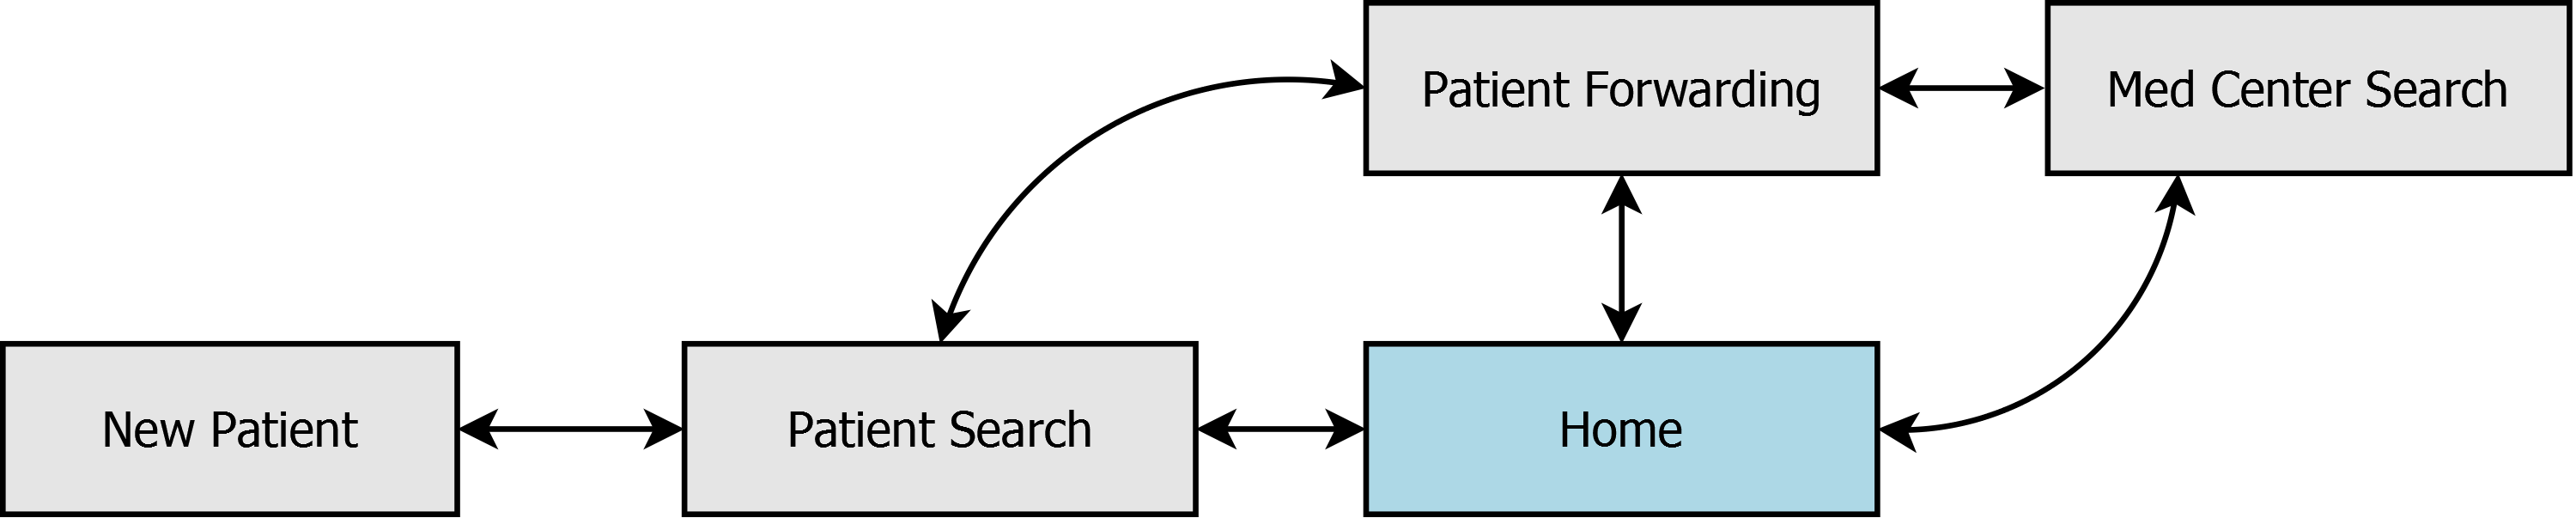 Patient Forwarding
Med Center Search
New Patient
Patient Search
Home